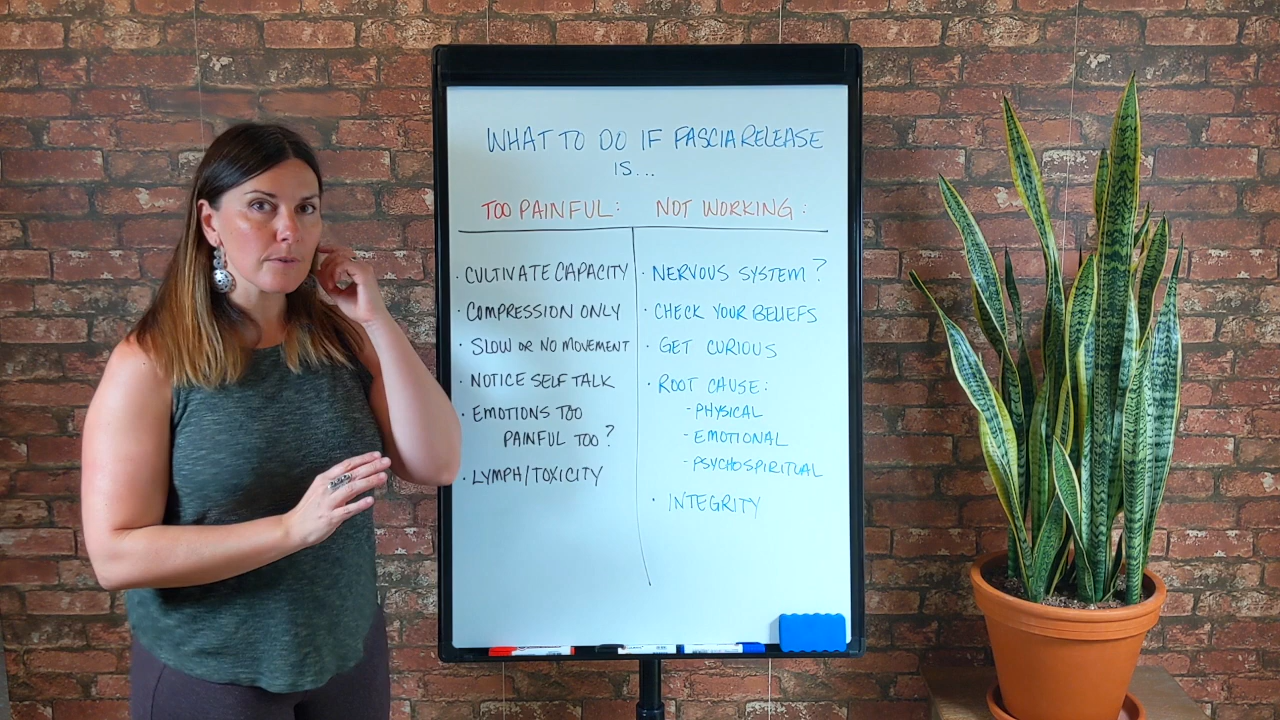 WHAT TO DO IF FASCIA RELEASE
IS...
TOO PAINFUL:
· CULTIVATE CAPACITY
· COMPRESSION ONLY
· SLOW OR NO MOVEMENT
· NOTICE SELF TALK
· EMOTIONS TOO
PAINFUL TOO?
· LYMPH/TOXICITY
NOT WORKING:
· NERVOUS SYSTEM?
· CHECK YOUR BELIEFS
· GET CURIOUS
· ROOT CAUSE:
- PHYSICAL
- EMOTIONAL
- PSYCHOSPIRITUAL
· INTEGRITY